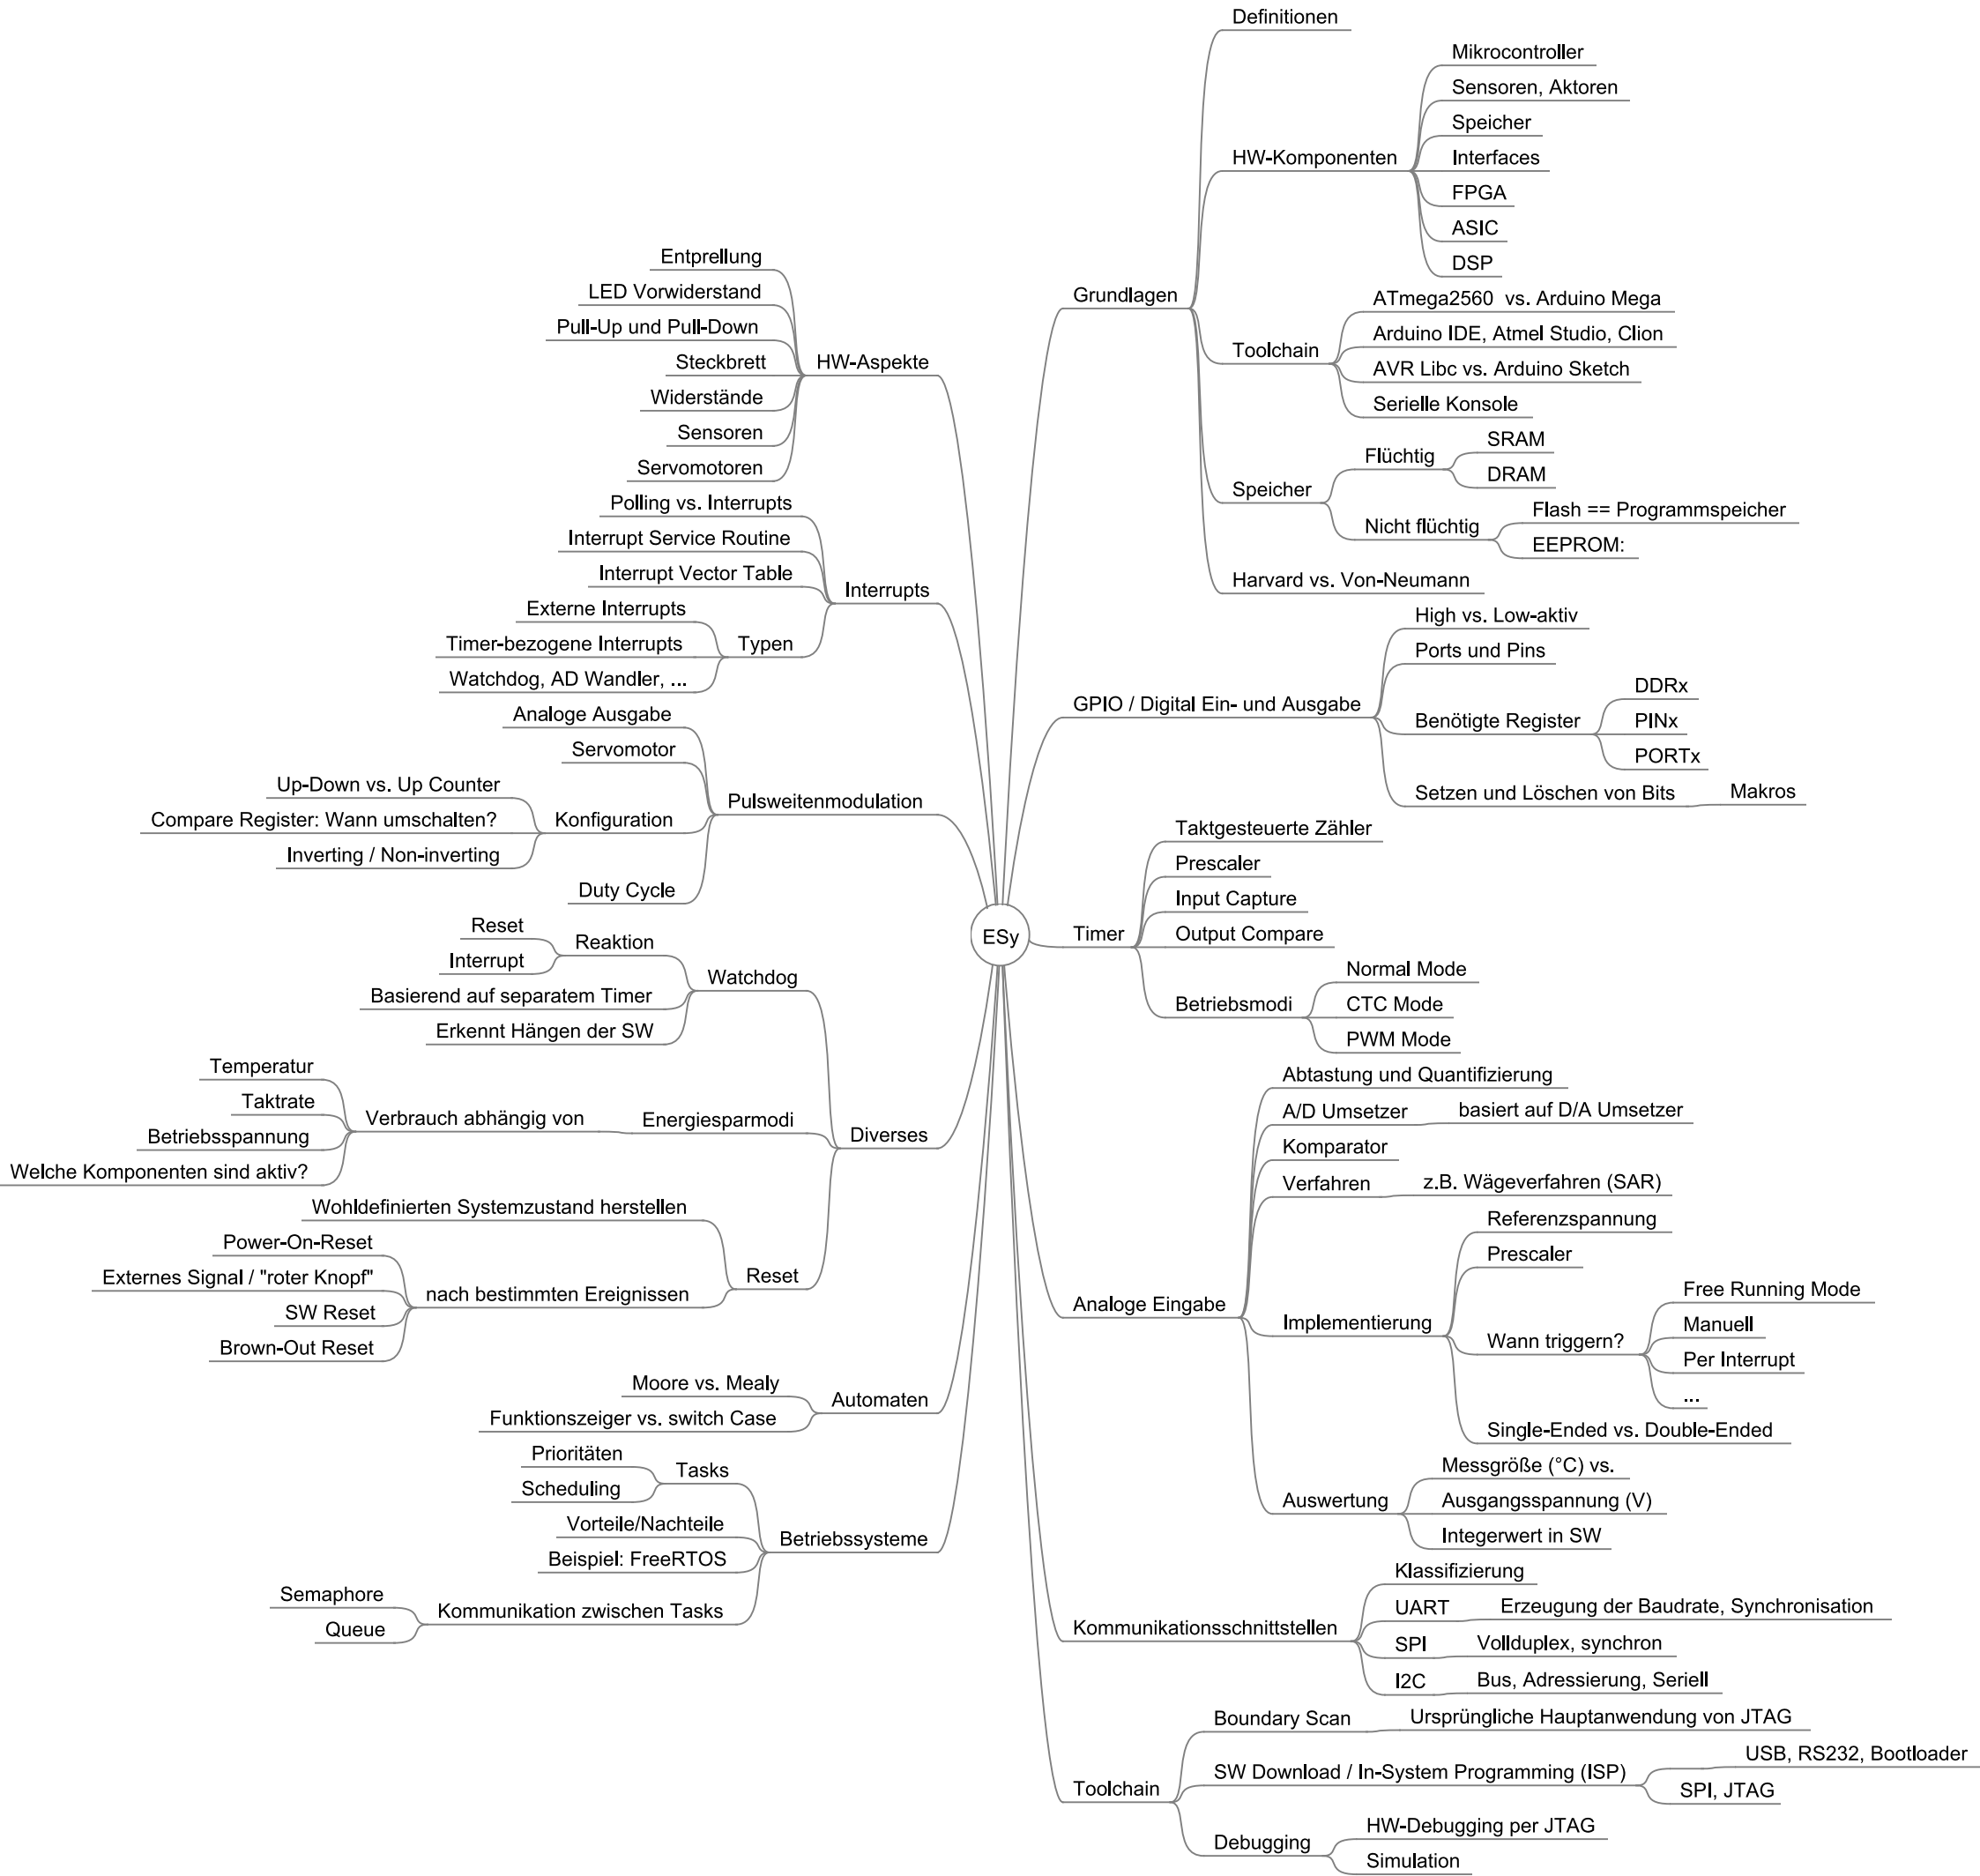 ESy
Grundlagen
Definitionen
HW-Komponenten
Mikrocontroller
Sensoren, Aktoren
Speicher
Interfaces
FPGA
ASIC
DSP
Toolchain
ATmega2560 vs. Arduino Mega
Arduino IDE, Atmel Studio, Clion
AVR Libc vs. Arduino Sketch
Serielle Konsole
Speicher
Flüchtig
SRAM
DRAM
Nicht flüchtig
Flash == Programmspeicher
EEPROM:
Harvard vs. Von-Neumann
GPIO / Digital Ein- und Ausgabe
High vs. Low-aktiv
Ports und Pins
Benötigte Register
DDRx
PINx
PORTx
Setzen und Löschen von Bits
Makros
Timer
Taktgesteuerte Zähler
Prescaler
Input Capture
Output Compare
Betriebsmodi
Normal Mode
CTC Mode
PWM Mode
Analoge Eingabe
Abtastung und Quantifizierung
A/D Umsetzer
basiert auf D/A Umsetzer
Komparator
Verfahren
z.B. Wägeverfahren (SAR)
Implementierung
Referenzspannung
Prescaler
Wann triggern?
Free Running Mode
Manuell
Per Interrupt
...
Single-Ended vs. Double-Ended
Auswertung
Messgröße (°C) vs.
Ausgangsspannung (V)
Integerwert in SW
Kommunikationsschnittstellen
Klassifizierung
UART
Erzeugung der Baudrate, Synchronisation
SPI
Vollduplex, synchron
I2C
Bus, Adressierung, Seriell
Toolchain
Boundary Scan
Ursprüngliche Hauptanwendung von JTAG
SW Download / In-System Programming (ISP)
USB, RS232, Bootloader
SPI, JTAG
Debugging
HW-Debugging per JTAG
Simulation
HW-Aspekte
Entprellung
LED Vorwiderstand
Pull-Up und Pull-Down
Steckbrett
Widerstände
Sensoren
Servomotoren
Interrupts
Polling vs. Interrupts
Interrupt Service Routine
Interrupt Vector Table
Typen
Externe Interrupts
Timer-bezogene Interrupts
Watchdog, AD Wandler, ...
Pulsweitenmodulation
Analoge Ausgabe
Servomotor
Konfiguration
Up-Down vs. Up Counter
Compare Register: Wann umschalten?
Inverting / Non-inverting
Duty Cycle
Diverses
Watchdog
Reaktion
Reset
Interrupt
Basierend auf separatem Timer
Erkennt Hängen der SW
Energiesparmodi
Verbrauch abhängig von
Temperatur
Taktrate
Betriebsspannung
Welche Komponenten sind aktiv?
Reset
Wohldefinierten Systemzustand herstellen
nach bestimmten Ereignissen
Power-On-Reset
Externes Signal / "roter Knopf"
SW Reset
Brown-Out Reset
Automaten
Moore vs. Mealy
Funktionszeiger vs. switch Case
Betriebssysteme
Tasks
Prioritäten
Scheduling
Vorteile/Nachteile
Beispiel: FreeRTOS
Kommunikation zwischen Tasks
Semaphore
Queue